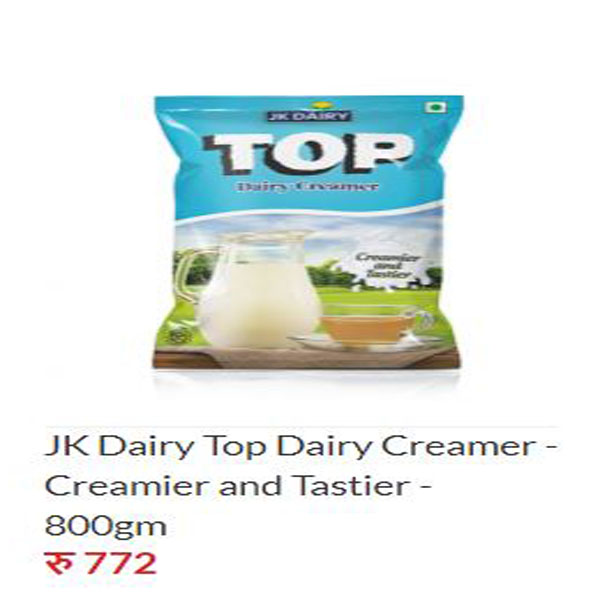 JK DAIRY
TOP
Dairy Creamer
Creamier
and
Tastier
JK Dairy Top Dairy Creamer -
Creamier and Tastier -
800gm
रु 772